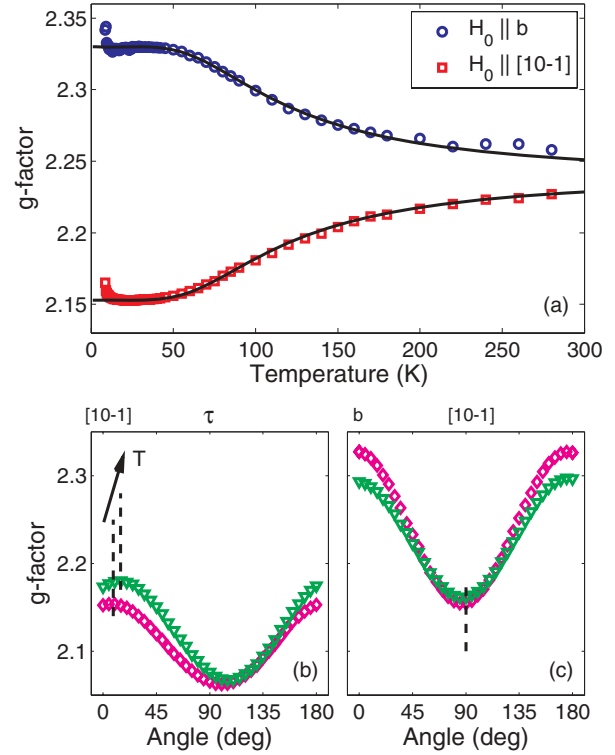 2.35
2.3
2.25
2.2
2.15
g-factor
H0 || b
H0 || [10-1]
(a)
0 50 100 150 200 250 300
Temperature (K)
[10-1] τ
T
2.3
2.2
2.1
g-factor
(b)
0 45 90 135 180
Angle (deg)
b [10-1]
(c)
0 45 90 135 180
Angle (deg)